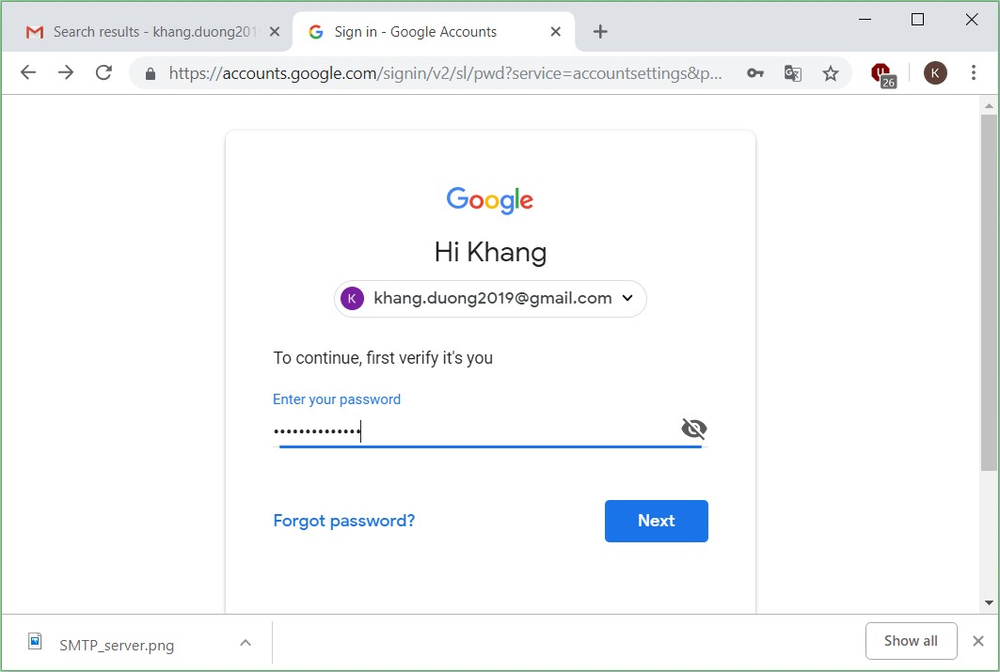 Search results - khang.duong201
Sign in - Google Accounts
https://accounts.google.com/signin/v2/sl/pwd?service=accountsettings&p...
26
K
Google
Hi Khang
K
khang.duong2019@gmail.com
To continue, first verify it's you
Enter your password
••••••••••••••
Forgot password?
Next
SMTP_server.png
Show all